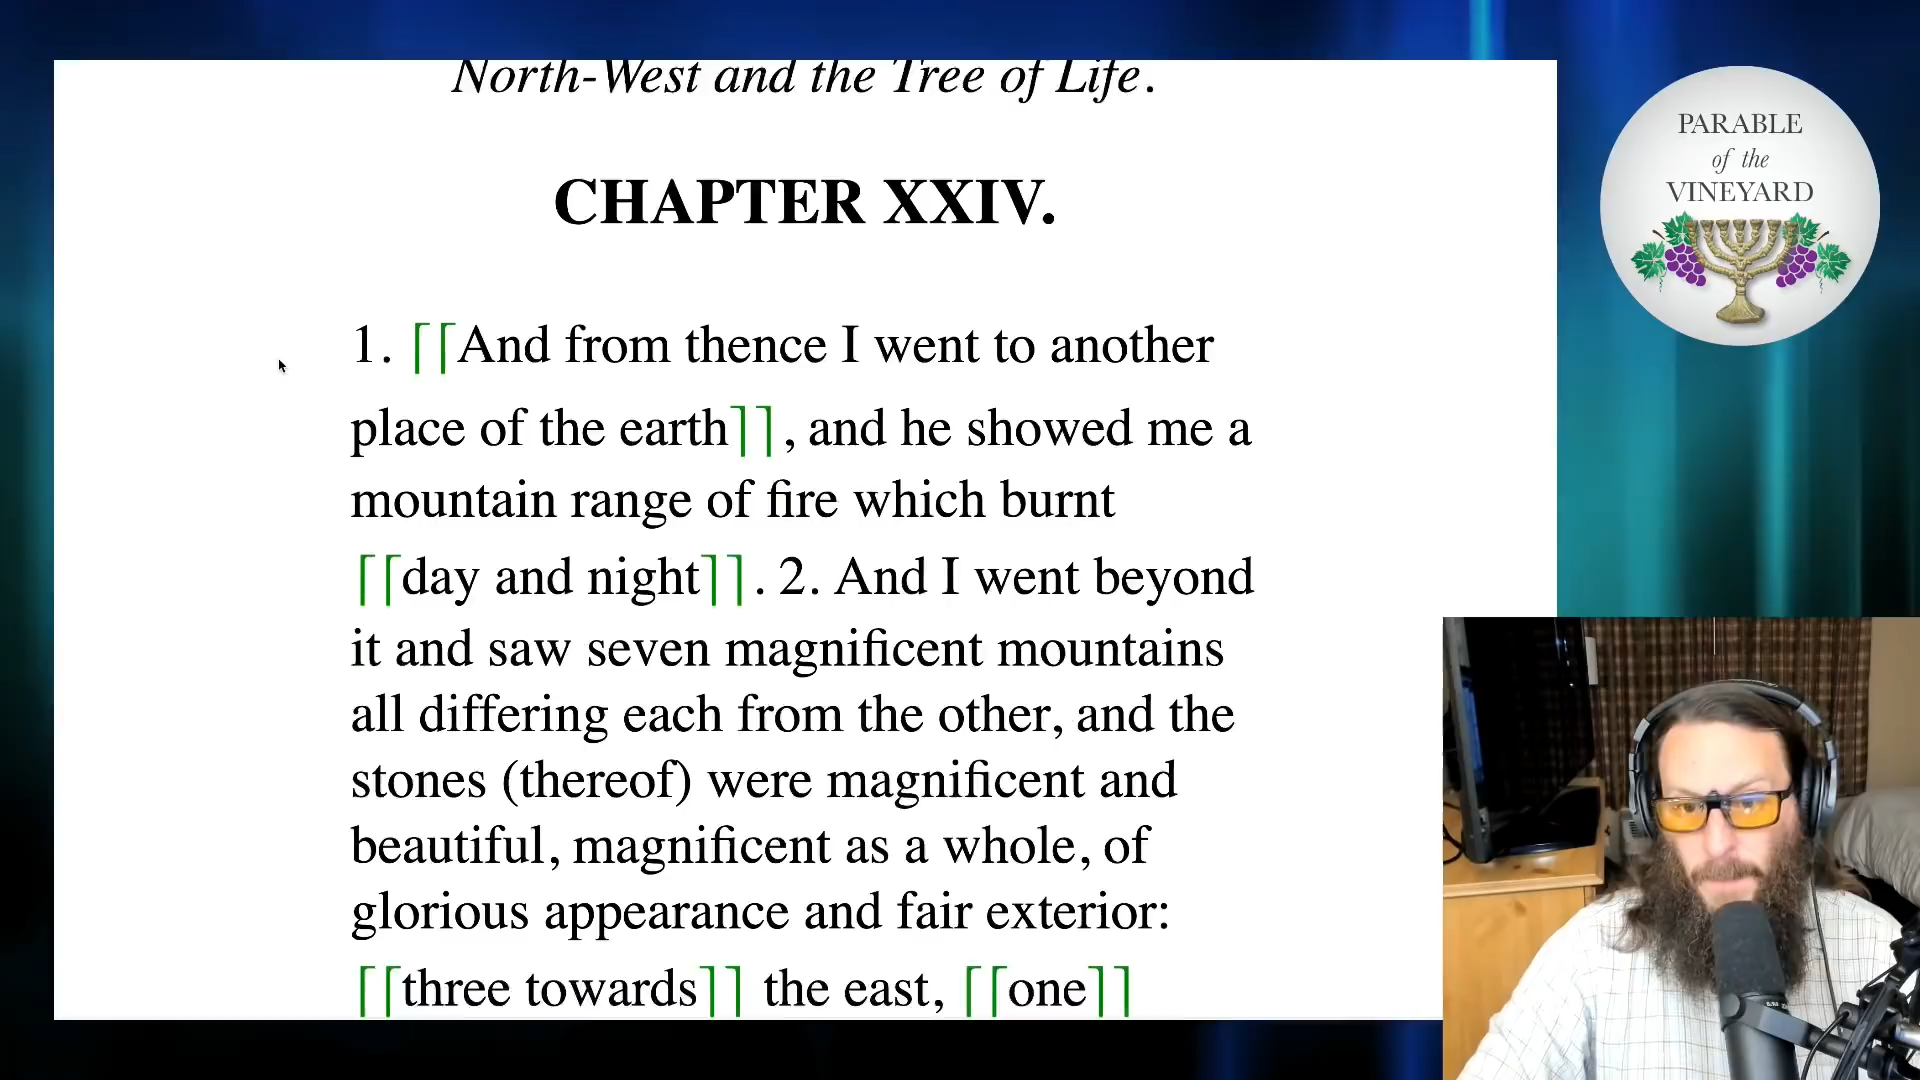 North-West and the Tree of Life.
CHAPTER XXIV.
1. ⌈⌈And from thence I went to another
place of the earth⌉⌉, and he showed me a
mountain range of fire which burnt
⌈⌈day and night⌉⌉. 2. And I went beyond
it and saw seven magnificent mountains
all differing each from the other, and the
stones (thereof) were magnificent and
beautiful, magnificent as a whole, of
glorious appearance and fair exterior:
⌈⌈three towards⌉⌉ the east, ⌈⌈one⌉⌉
PARABLE
of the
VINEYARD